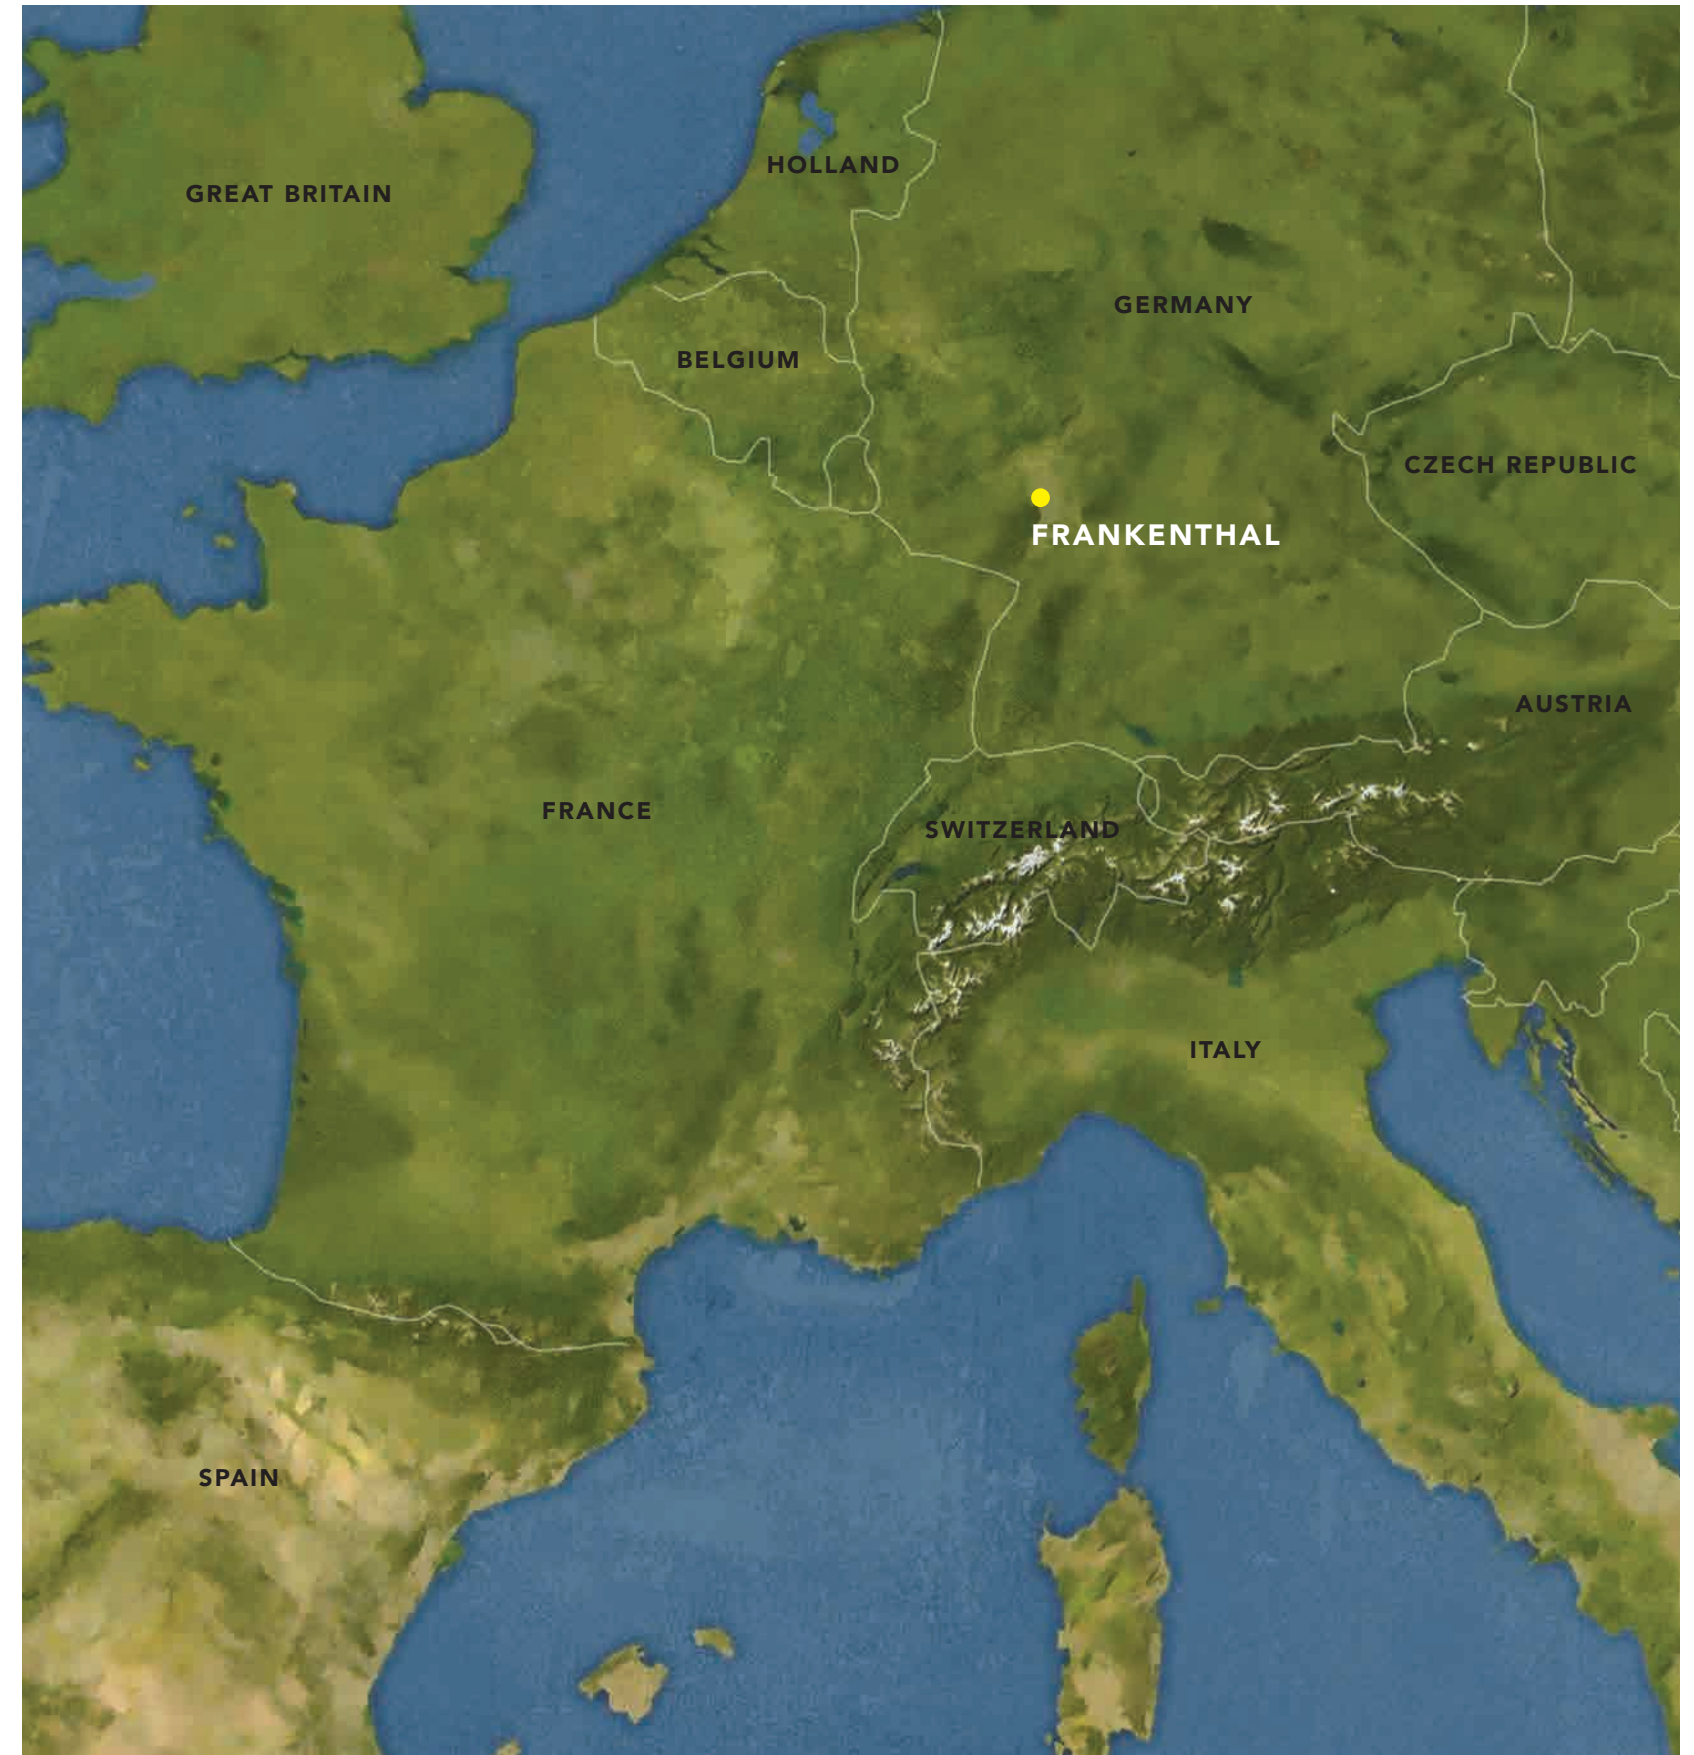 HOLLAND
GREAT BRITAIN
GERMANY
BELGIUM
CZECH REPUBLIC
FRANKENTHAL
AUSTRIA
FRANCE
SWITZERLAND
ITALY
SPAIN